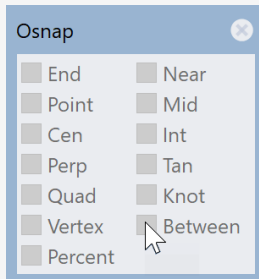 Osnap
End Near
Point Mid
Cen Int
Perp Tan
Quad Knot
Vertex Between
Percent